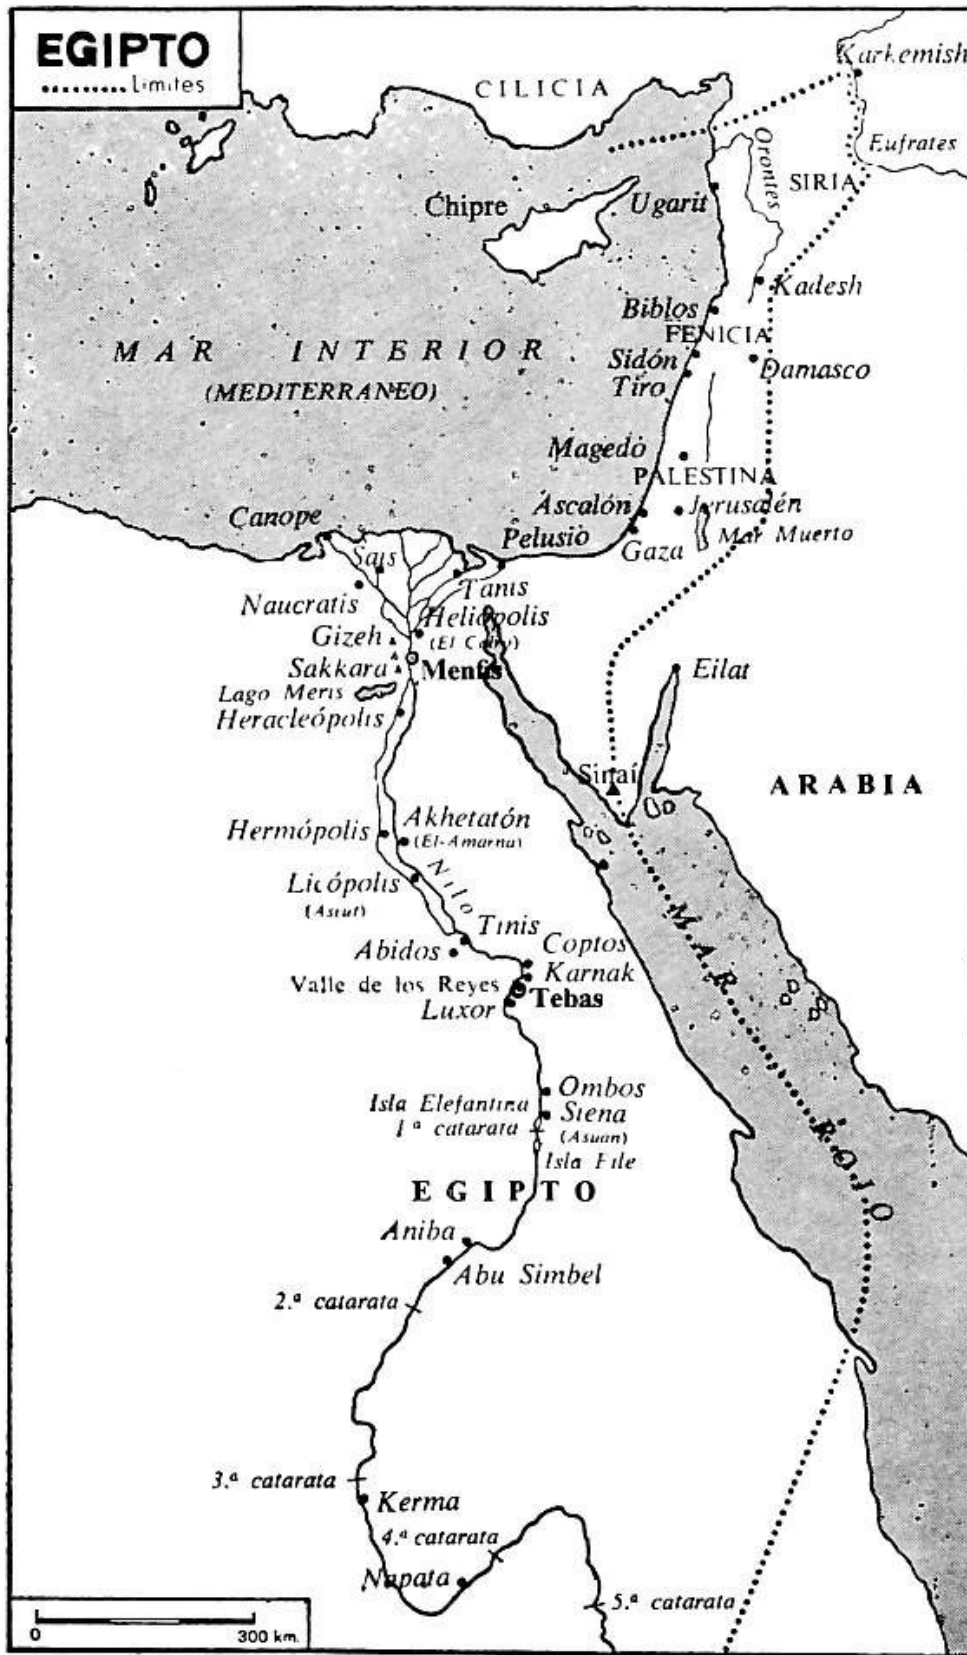 EGIPTO
Limites
Karkemish
CILICIA
Orontes
Eufrates
SIRIA
Chipre
Ugarit
Kadesh
Biblos
FENICIA
MAR INTERIOR
(MEDITERRANEO)
Sidón
Tiro
Damasco
Magedo
PALESTINA
Ascalón
Jerusalén
Canope
Pelusio
Gaza
Mar Muerto
Sais
Tanis
Naucratis
Heliópolis
(El Cairo)
Gizeh
Sakkara
Menfis
Eilat
Lago Meris
Heracleópolis
Sinaí
ARABIA
Hermópolis
Akhetatón
(El-Amarna)
Nilo
Licópolis
(Asiut)
Tinis
Abidos
Coptos
Karnak
Valle de los Reyes
Tebas
Luxor
MAR ROJO
Ombos
Isla Elefantina
Siena
1ª catarata
(Asuan)
Isla File
EGIPTO
Aniba
Abu Simbel
2.ª catarata
3.ª catarata
Kerma
4.ª catarata
Napata
5.ª catarata
0 300 km.